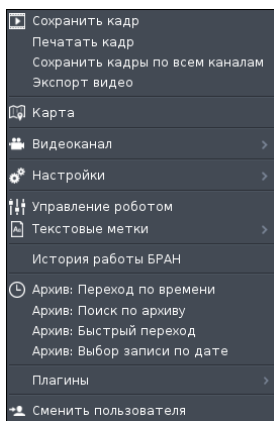 Сохранить кадр
Печатать кадр
Сохранить кадры по всем каналам
Экспорт видео
Карта
Видеоканал
Настройки
Управление роботом
Текстовые метки
История работы БРАН
Архив: Переход по времени
Архив: Поиск по архиву
Архив: Быстрый переход
Архив: Выбор записи по дате
Плагины
Сменить пользователя